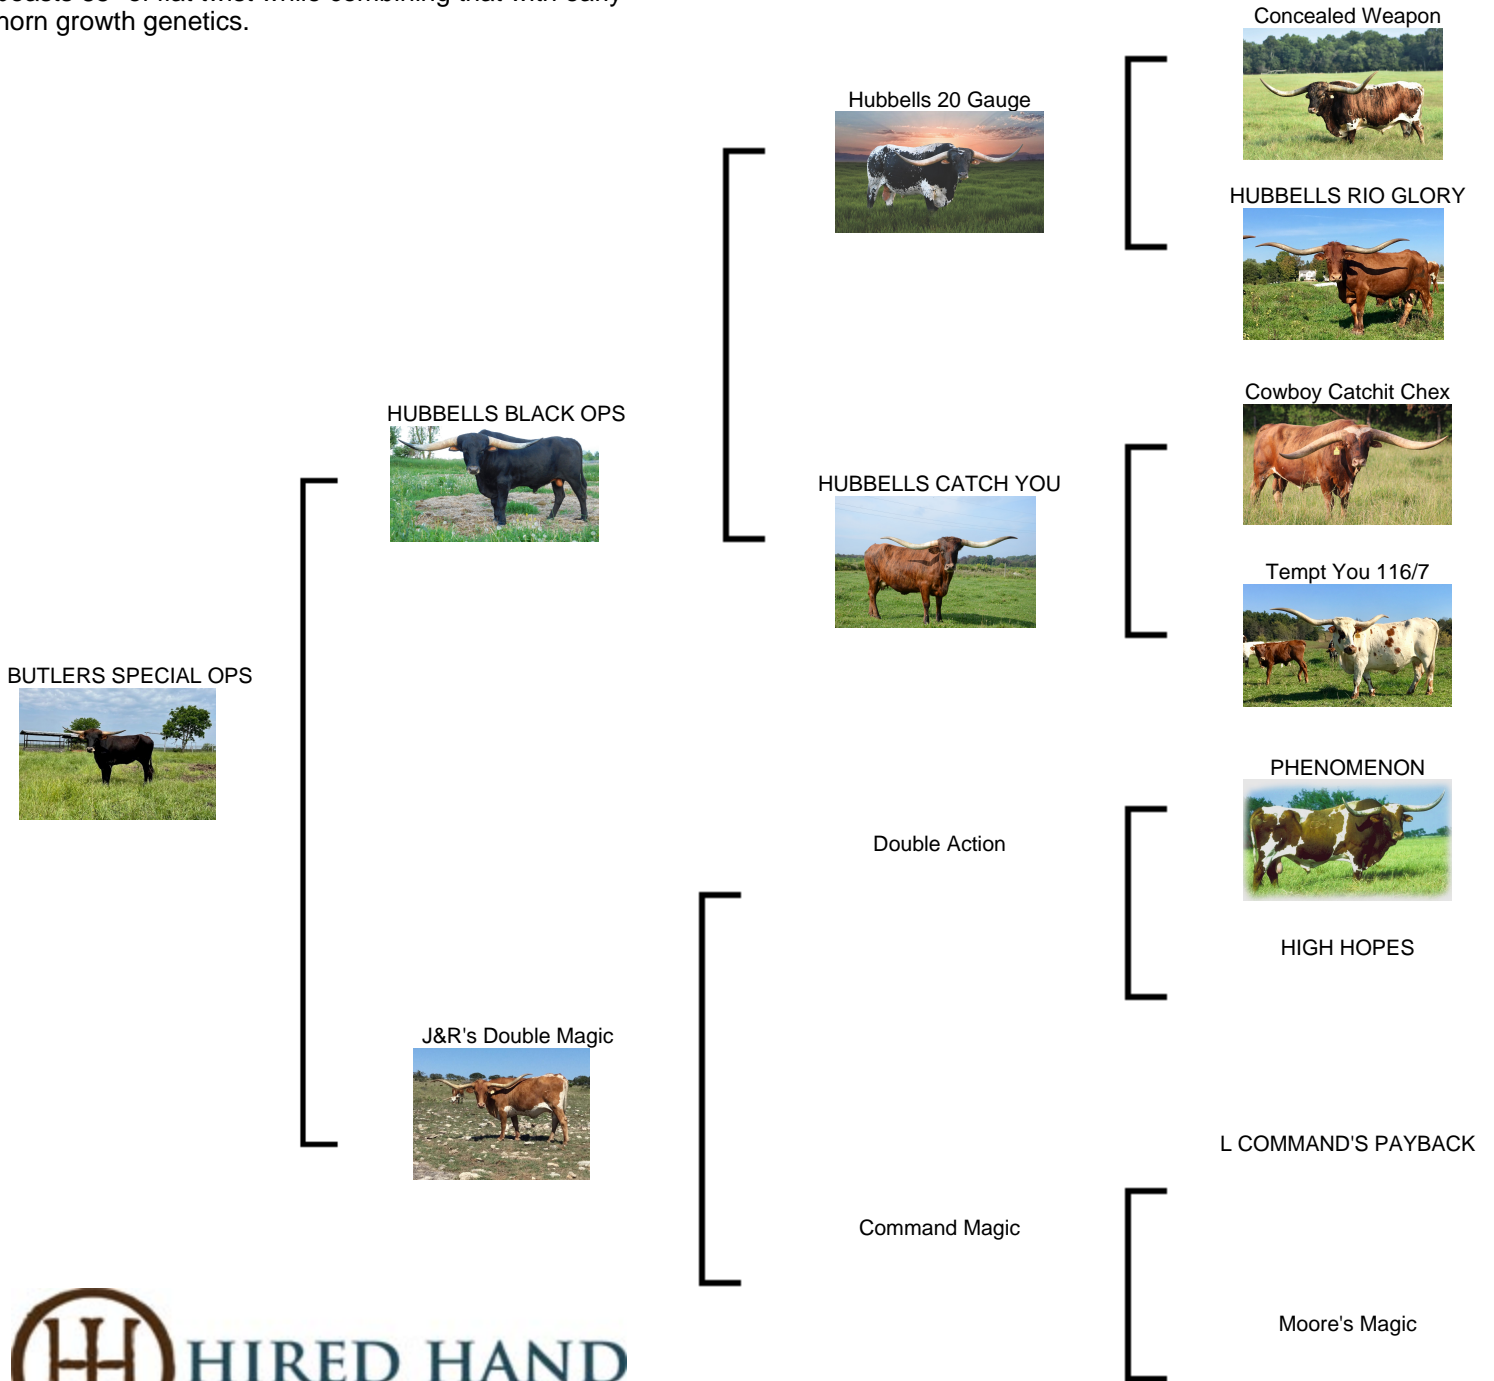 horn growth genetics.
Concealed Weapon
Hubbells 20 Gauge
HUBBELLS RIO GLORY
HUBBELLS BLACK OPS
Cowboy Catchit Chex
HUBBELLS CATCH YOU
Tempt You 116/7
BUTLERS SPECIAL OPS
PHENOMENON
Double Action
HIGH HOPES
J&R's Double Magic
L COMMAND'S PAYBACK
Command Magic
Moore's Magic
HIRED HAND